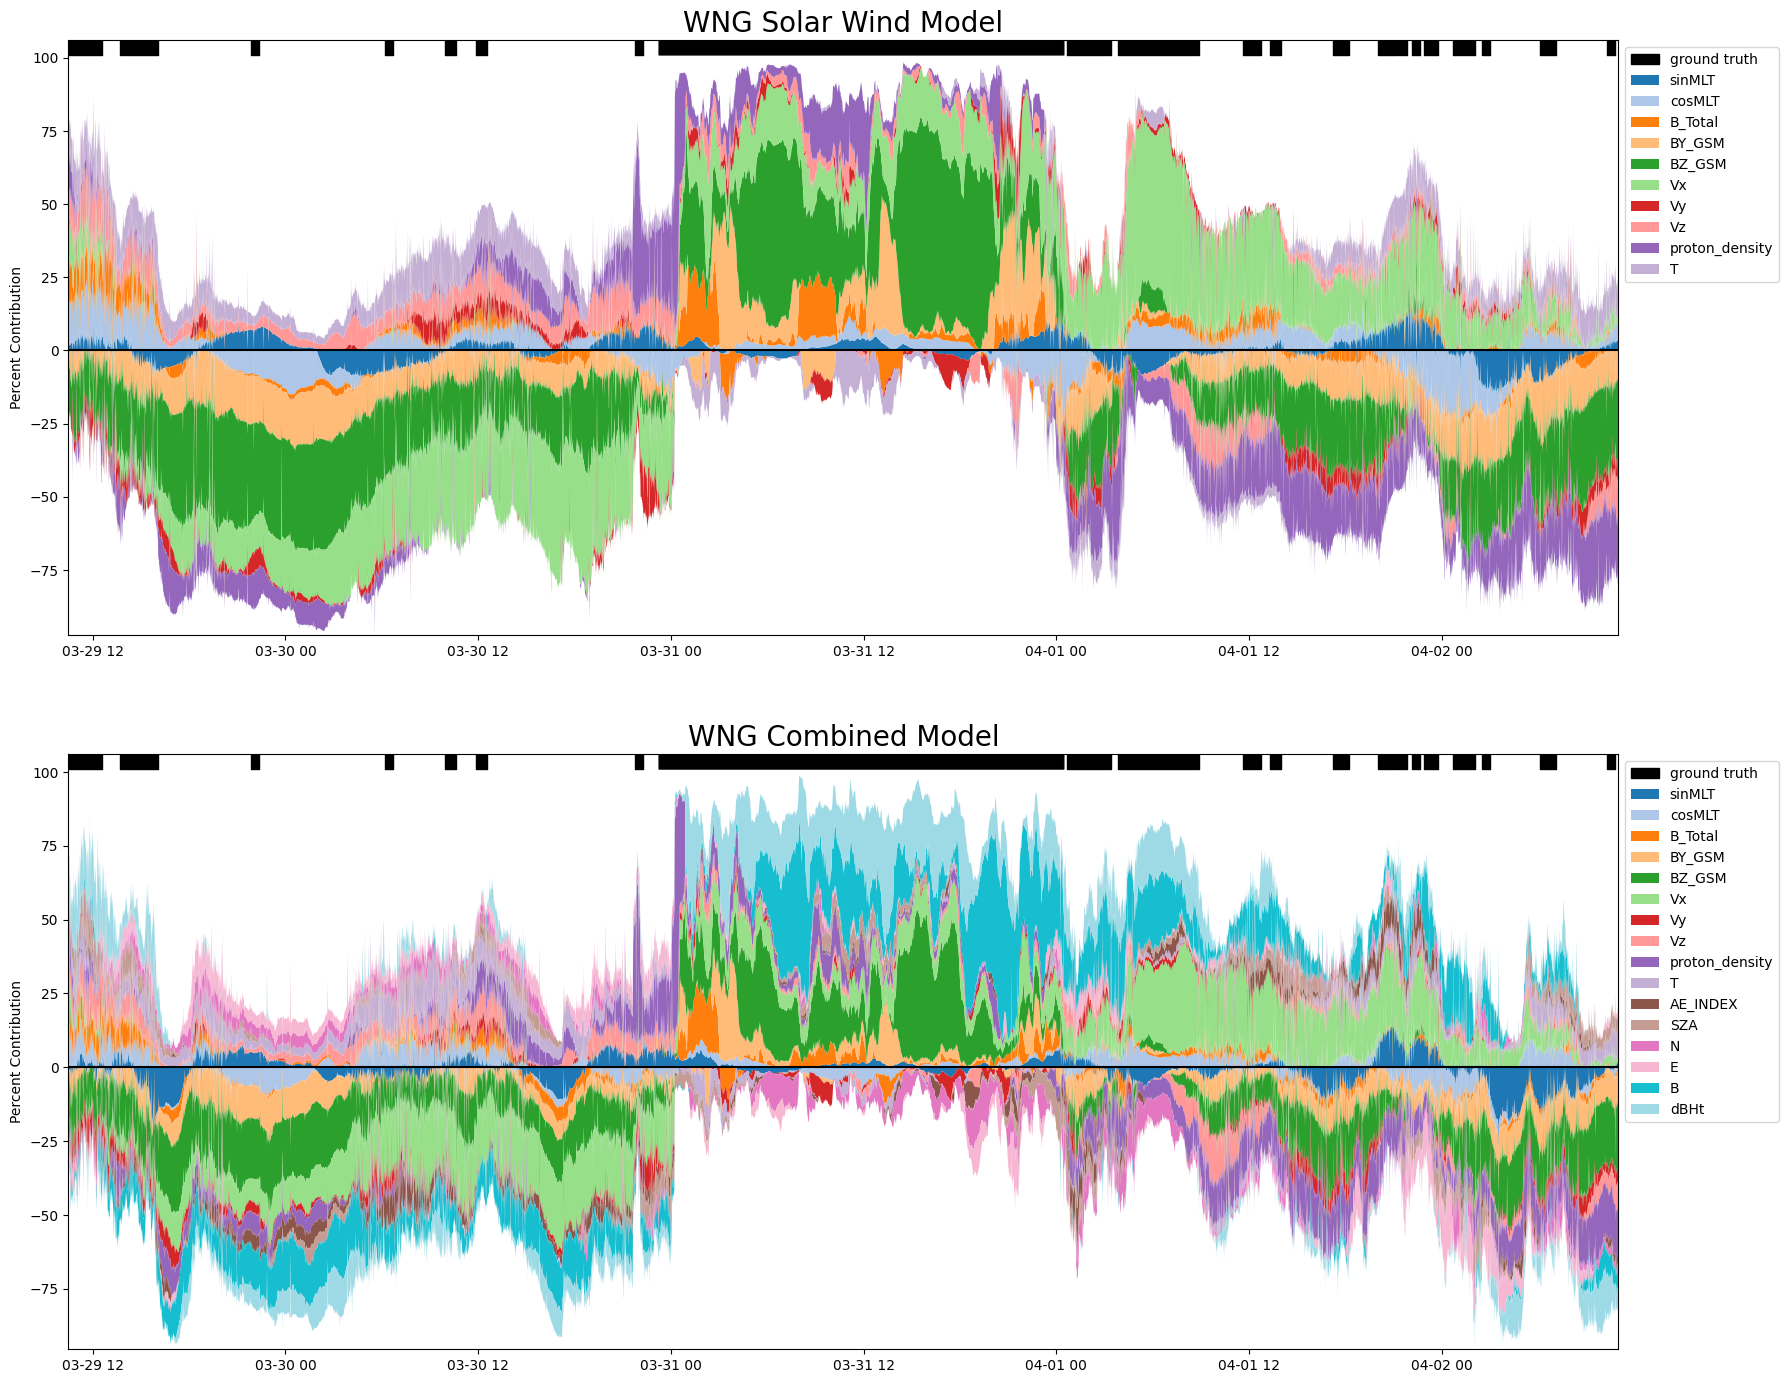 WNG Solar Wind Model
Percent Contribution
100
75
50
25
0
−25
−50
−75
03-29 12
03-30 00
03-30 12
03-31 00
03-31 12
04-01 00
04-01 12
04-02 00
ground truth
sinMLT
cosMLT
B_Total
BY_GSM
BZ_GSM
Vx
Vy
Vz
proton_density
T
WNG Combined Model
Percent Contribution
100
75
50
25
0
−25
−50
−75
03-29 12
03-30 00
03-30 12
03-31 00
03-31 12
04-01 00
04-01 12
04-02 00
ground truth
sinMLT
cosMLT
B_Total
BY_GSM
BZ_GSM
Vx
Vy
Vz
proton_density
T
AE_INDEX
SZA
N
E
B
dBHt